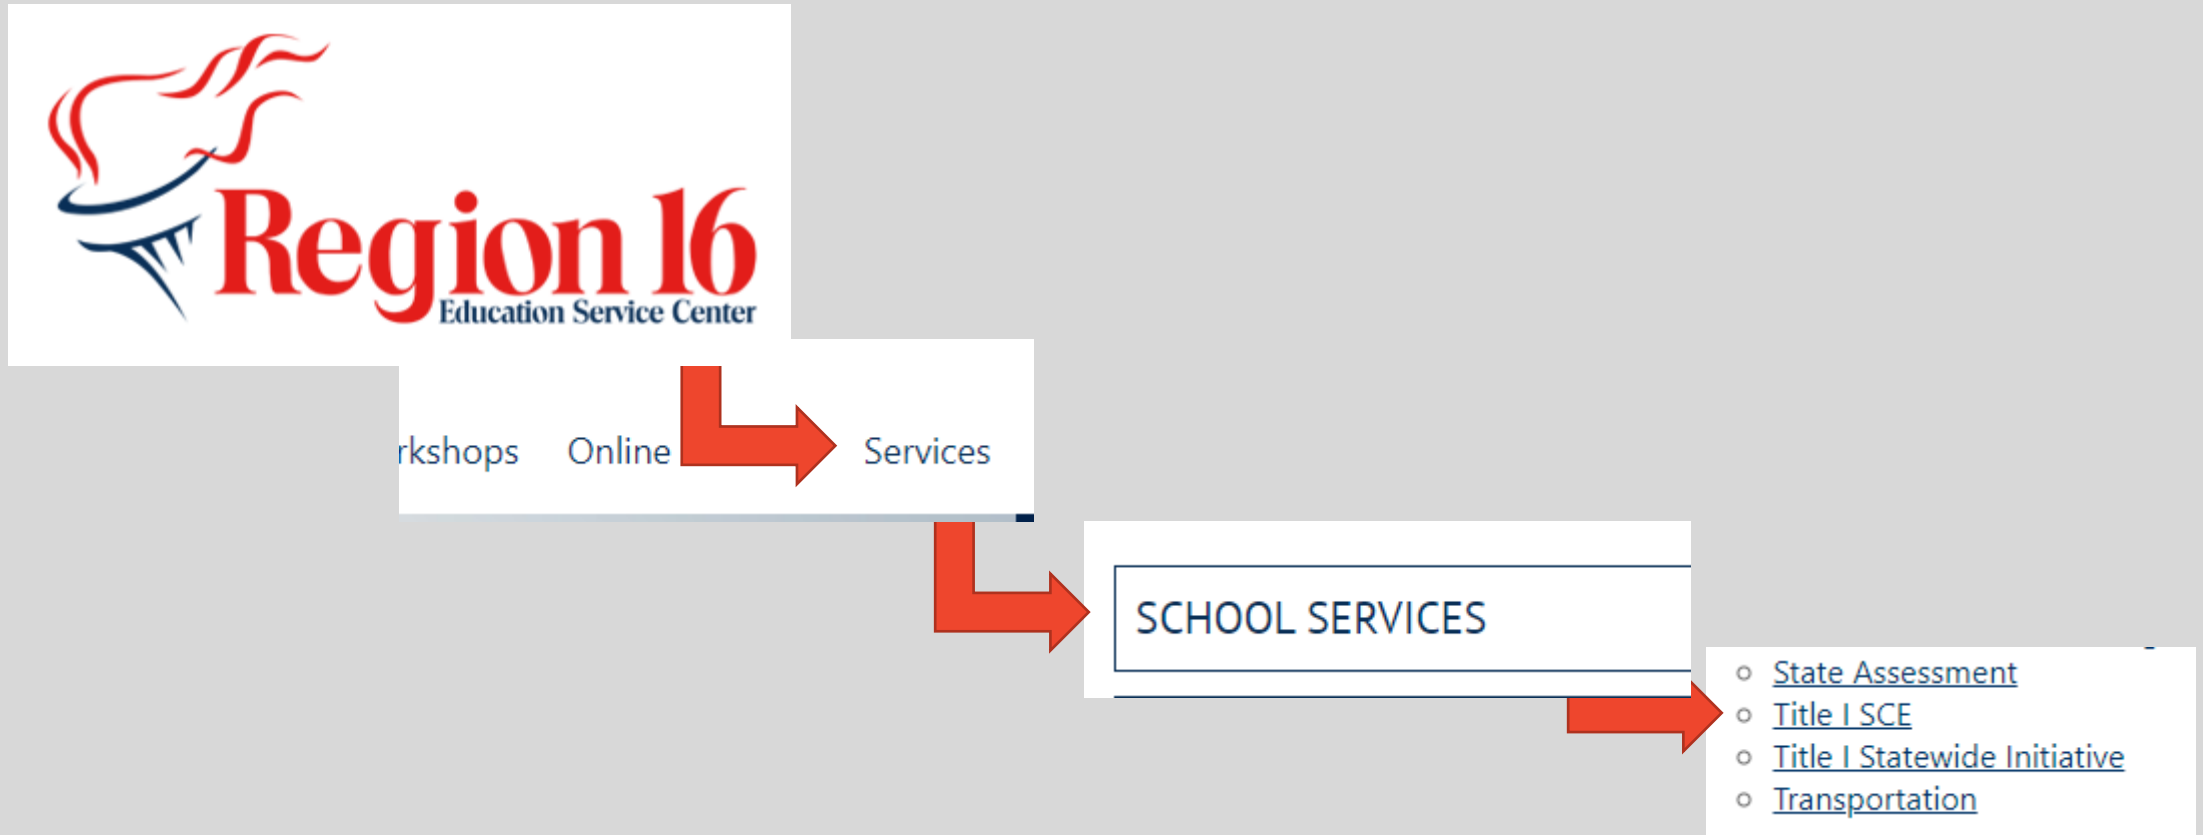 Region 16
Education Service Center
rkshops Online Services
SCHOOL SERVICES
State Assessment
Title I SCE
Title I Statewide Initiative
Transportation